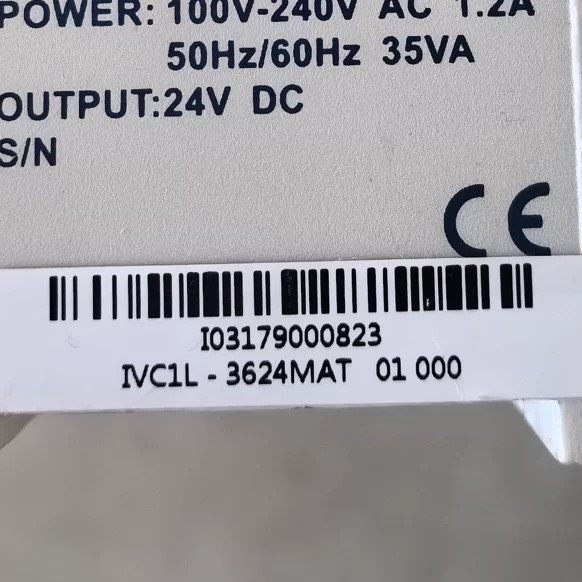 POWER: 100V-240V AC 1.2A
50Hz/60Hz 35VA
OUTPUT:24V DC
S/N
CE
I03179000823
IVC1L - 3624MAT 01 000